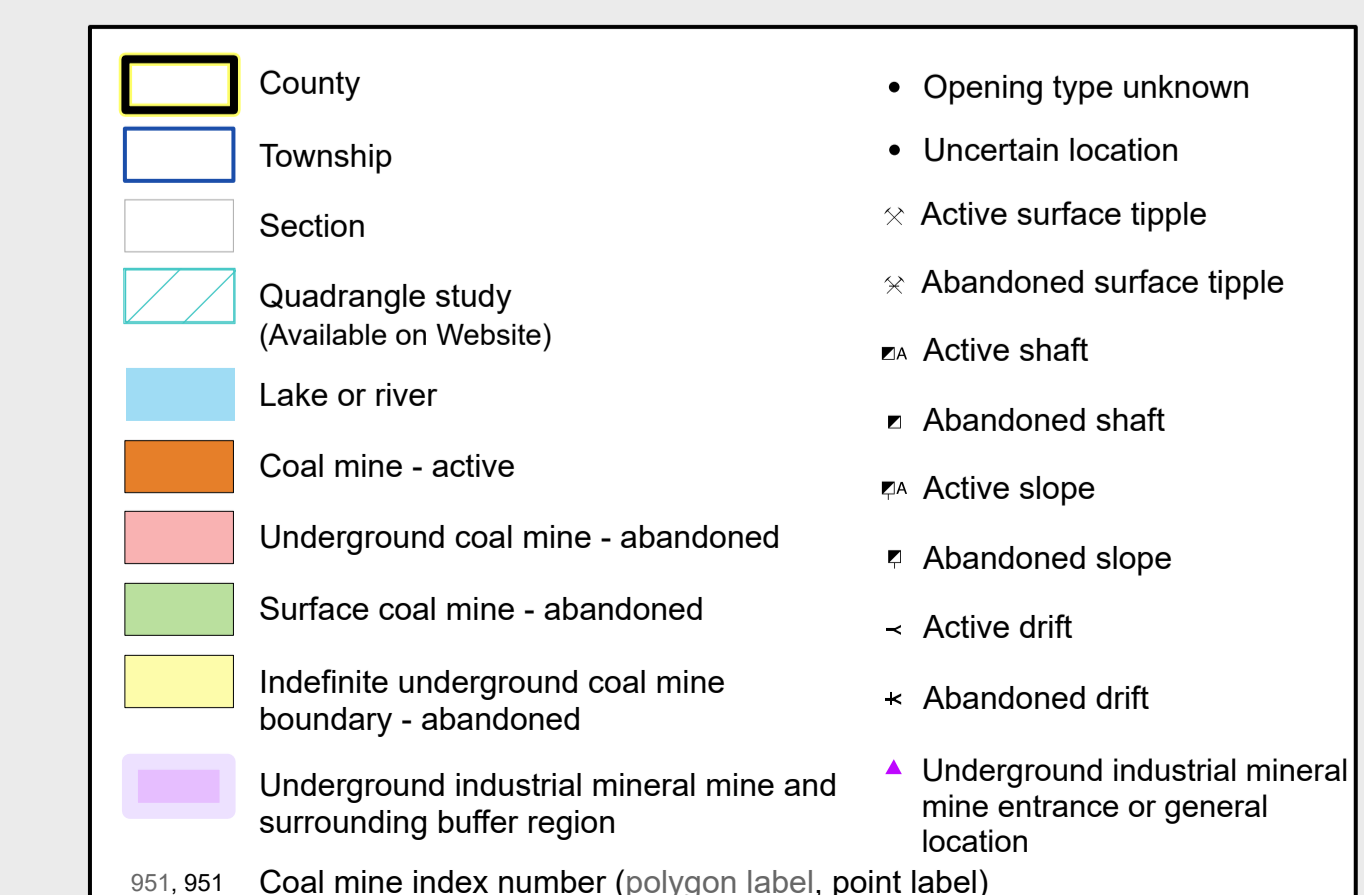 County
Township
Section
Quadrangle study
(Available on Website)
Lake or river
Coal mine - active
Underground coal mine - abandoned
Surface coal mine - abandoned
Indefinite underground coal mine
boundary - abandoned
Underground industrial mineral mine and
surrounding buffer region
951, 951 Coal mine index number (polygon label, point label)
Opening type unknown
Uncertain location
Active surface tipple
Abandoned surface tipple
A Active shaft
Abandoned shaft
A Active slope
Abandoned slope
Active drift
Abandoned drift
Underground industrial mineral
mine entrance or general
location